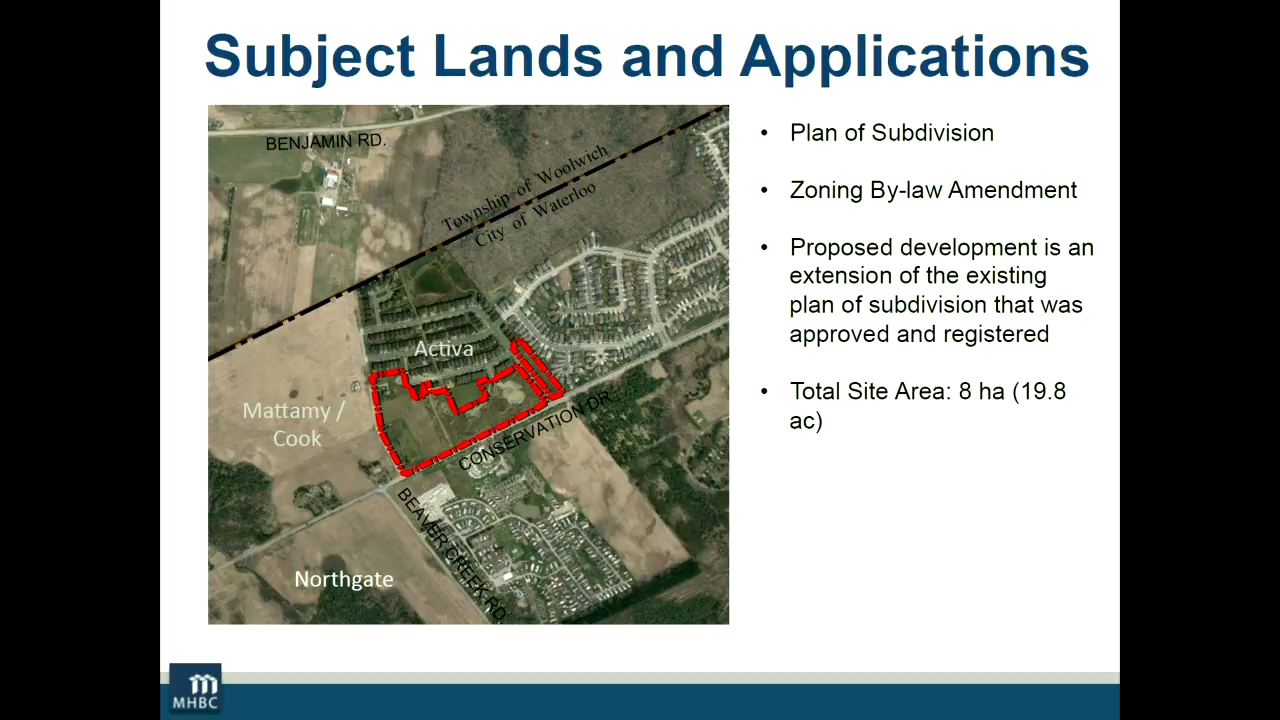 Subject Lands and Applications
BENJAMIN RD.
Township of Woolwich
City of Waterloo
Activa
Mattamy /
Cook
CONSERVATION DR.
BEAVER CREEK RD.
Northgate
• Plan of Subdivision
• Zoning By-law Amendment
• Proposed development is an
extension of the existing
plan of subdivision that was
approved and registered
• Total Site Area: 8 ha (19.8
ac)
MHBC